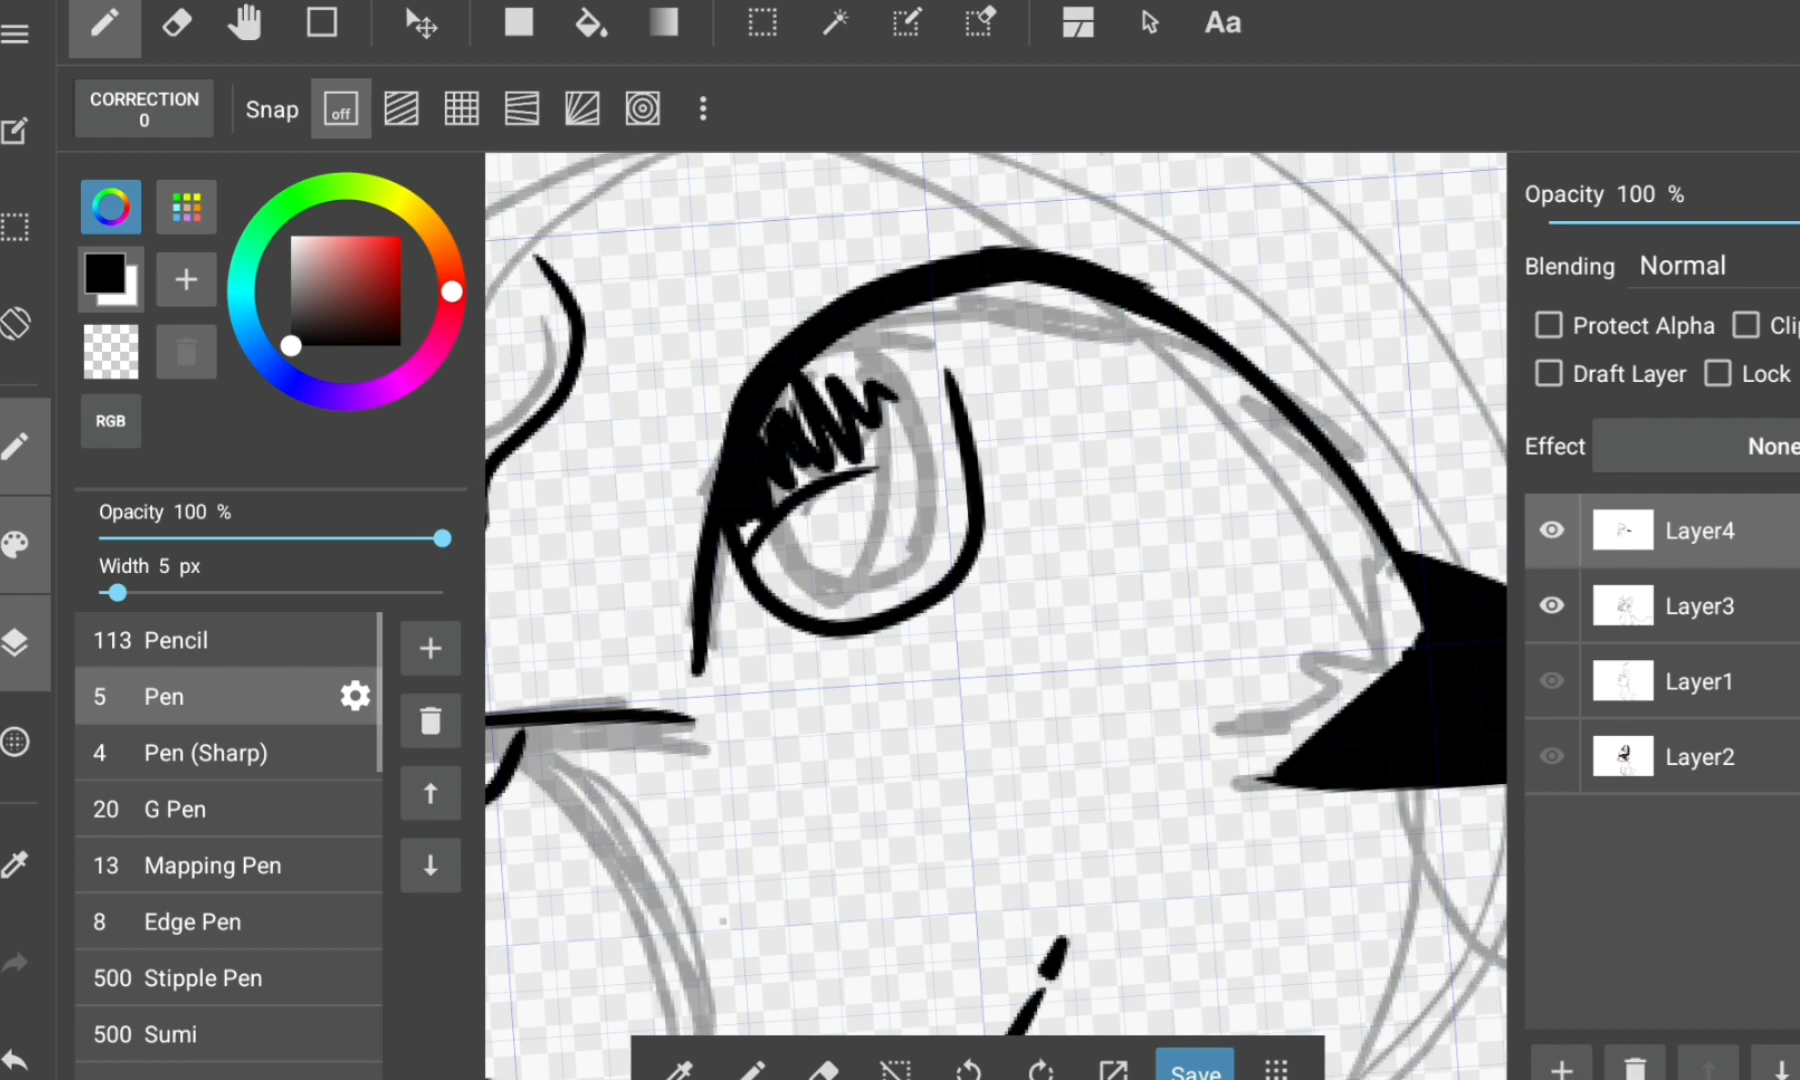 Aa
CORRECTION
0
Snap
off
RGB
Opacity 100 %
Width 5 px
113 Pencil
5 Pen
4 Pen (Sharp)
20 G Pen
13 Mapping Pen
8 Edge Pen
500 Stipple Pen
500 Sumi
Opacity 100 %
Blending Normal
Protect Alpha
Draft Layer Lock
Effect None
Layer4
Layer3
Layer1
Layer2
Save